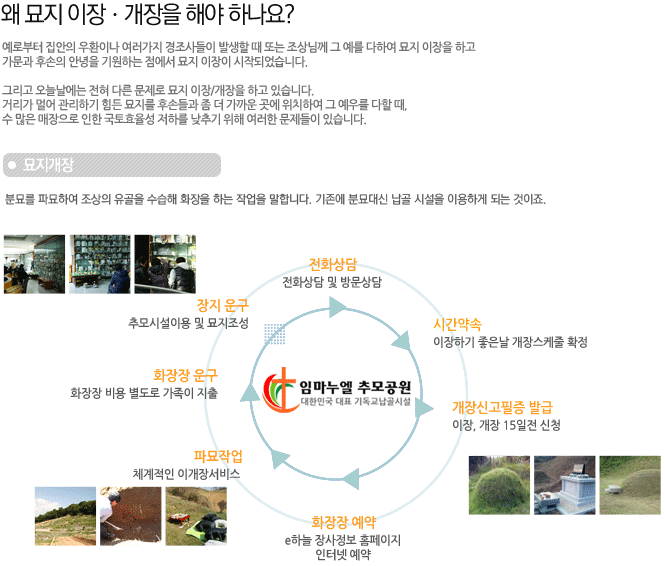 왜 묘지 이장 · 개장을 해야 하나요?
예로부터 집안의 우환이나 여러가지 경조사들이 발생할 때 또는 조상님께 그 예를 다하여 묘지 이장을 하고
가문과 후손의 안녕을 기원하는 점에서 묘지 이장이 시작되었습니다.
그리고 오늘날에는 전혀 다른 문제로 묘지 이장/개장을 하고 있습니다.
거리가 멀어 관리하기 힘든 묘지를 후손들과 좀 더 가까운 곳에 위치하여 그 예우를 다할 때,
수 많은 매장으로 인한 국토효율성 저하를 낮추기 위해 여러한 문제들이 있습니다.
묘지개장
분묘를 파묘하여 조상의 유골을 수습해 화장을 하는 작업을 말합니다. 기존에 분묘대신 납골 시설을 이용하게 되는 것이죠.
전화상담
전화상담 및 방문상담
시간약속
이장하기 좋은날 개장스케줄 확정
개장신고필증 발급
이장, 개장 15일전 신청
화장장 예약
e하늘 장사정보 홈페이지
인터넷 예약
파묘작업
체계적인 이개장서비스
화장장 운구
화장장 비용 별도로 가족이 지출
장지 운구
추모시설이용 및 묘지조성
임마누엘 추모공원
대한민국 대표 기독교납골시설